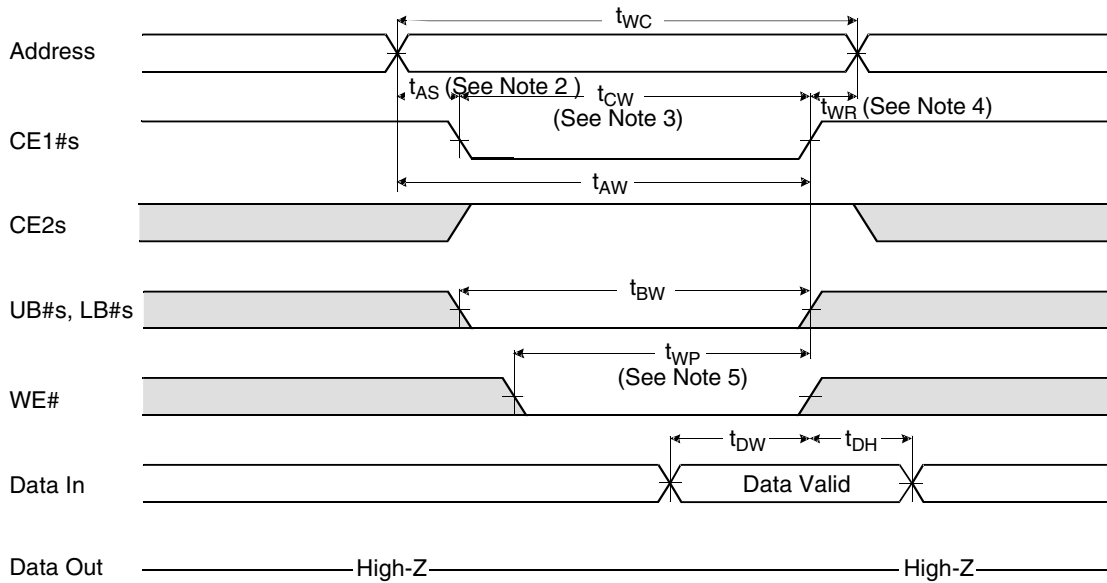 tWC
Address
tAS (See Note 2 )
tCW
(See Note 3)
tWR (See Note 4)
CE1#s
tAW
CE2s
tBW
UB#s, LB#s
tWP
(See Note 5)
WE#
tDW
tDH
Data In
Data Valid
Data Out
High-Z
High-Z